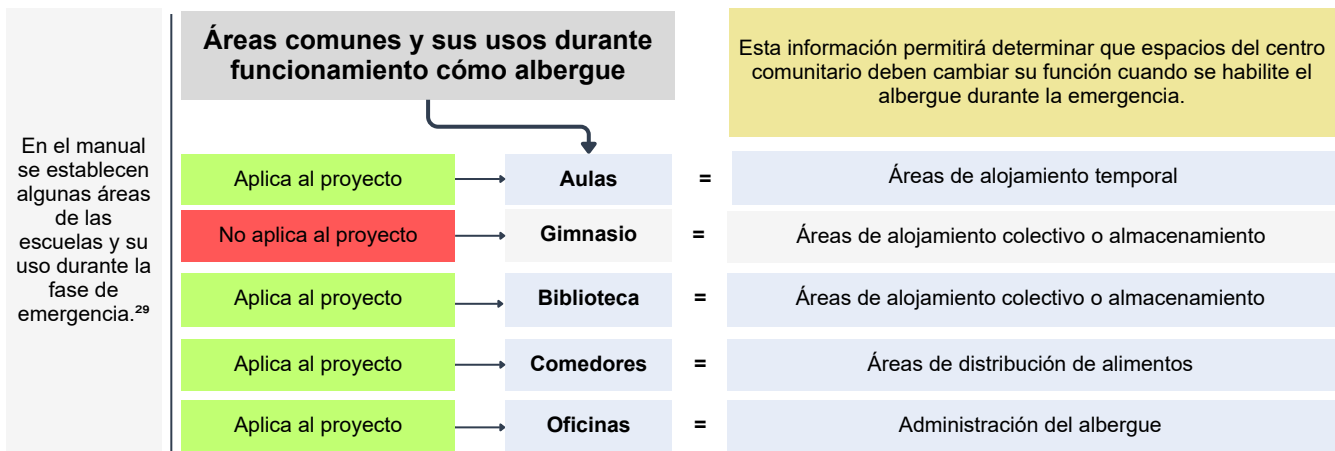 Áreas comunes y sus usos durante
funcionamiento cómo albergue
Esta información permitirá determinar que espacios del centro
comunitario deben cambiar su función cuando se habilite el
albergue durante la emergencia.
En el manual
se establecen
algunas áreas
de las
escuelas y su
uso durante la
fase de
emergencia.²⁹
Aplica al proyecto Aulas = Áreas de alojamiento temporal
No aplica al proyecto Gimnasio = Áreas de alojamiento colectivo o almacenamiento
Aplica al proyecto Biblioteca = Áreas de alojamiento colectivo o almacenamiento
Aplica al proyecto Comedores = Áreas de distribución de alimentos
Aplica al proyecto Oficinas = Administración del albergue